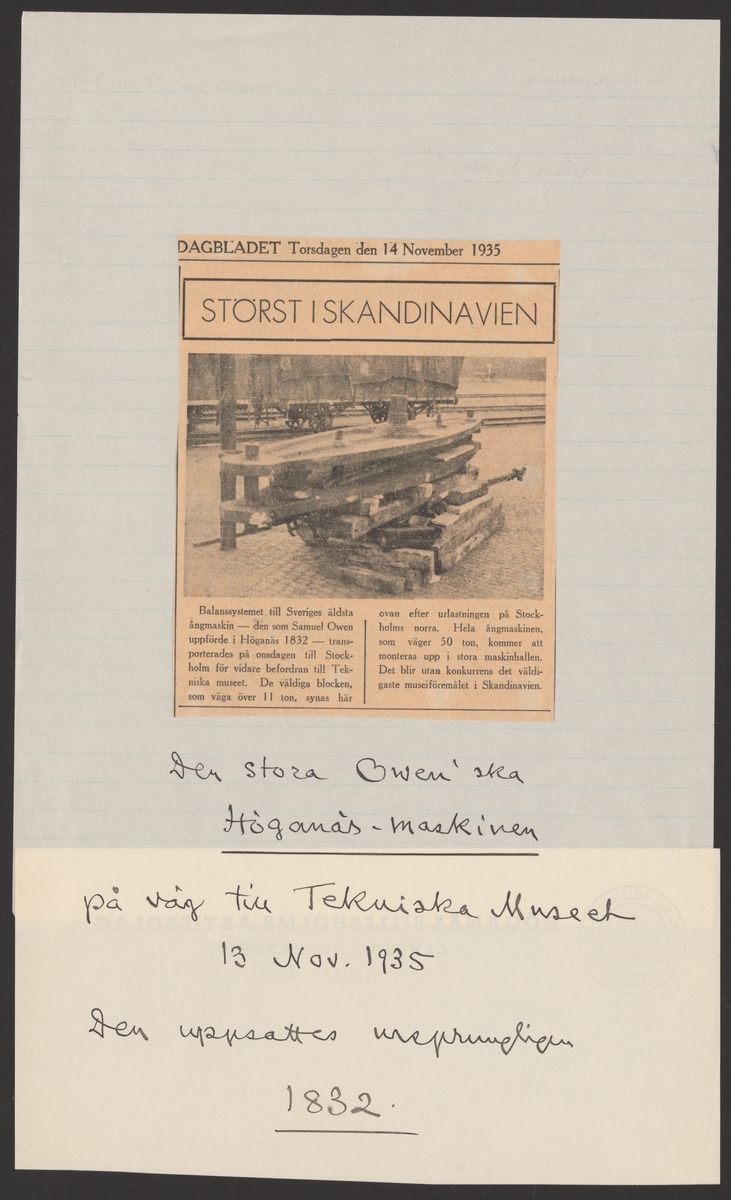 DAGBLADET Torsdagen den 14 November 1935
STÖRST I SKANDINAVIEN
Balanssystemet till Sveriges äldsta
ångmaskin — den som Samuel Owen
uppförde i Höganäs 1832 — trans-
porterades på onsdagen till Stock-
holm för vidare befordran till Tek-
niska museet. De väldiga blocken,
som väga över 11 ton, synas här
ovan efter urlastningen på Stock-
holms norra. Hela ångmaskinen,
som väger 50 ton, kommer att
monteras upp i stora maskinhallen.
Det blir utan konkurrens det väldi-
gaste museiföremålet i Skandinavien.
Den stora Owen'ska
Höganäs-maskinen
på väg till Tekniska Museet
13 Nov. 1935
Den uppsattes ursprungligen
1832.